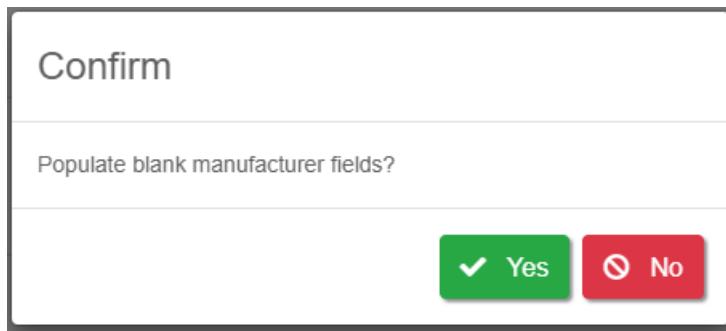 Confirm
Populate blank manufacturer fields?
Yes No